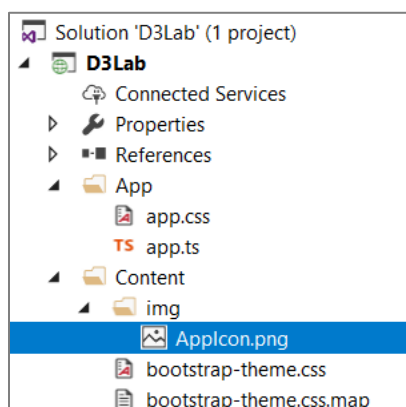 Solution 'D3Lab' (1 project)
D3Lab
Connected Services
Properties
References
App
app.css
TS app.ts
Content
img
AppIcon.png
bootstrap-theme.css
bootstrap-theme.css.map